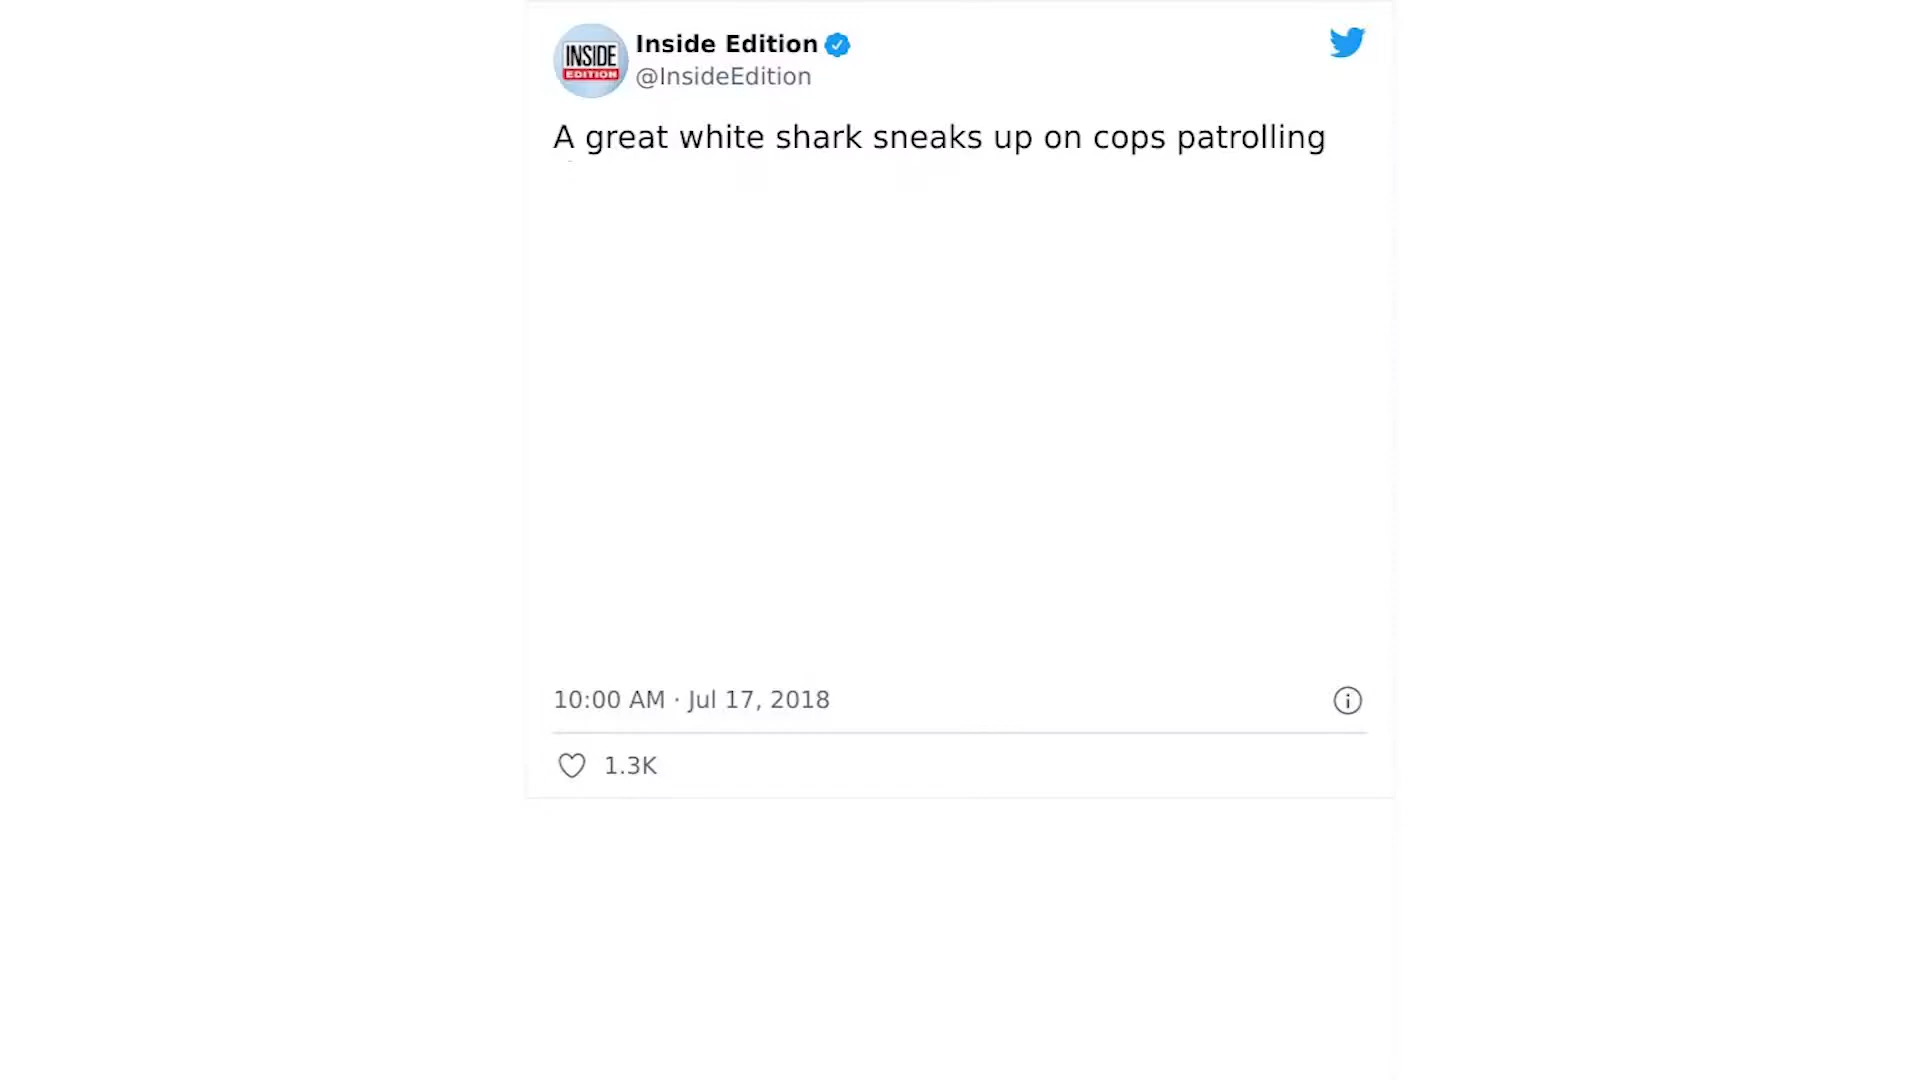 INSIDE
EDITION
Inside Edition
@InsideEdition
A great white shark sneaks up on cops patrolling
10:00 AM · Jul 17, 2018
1.3K